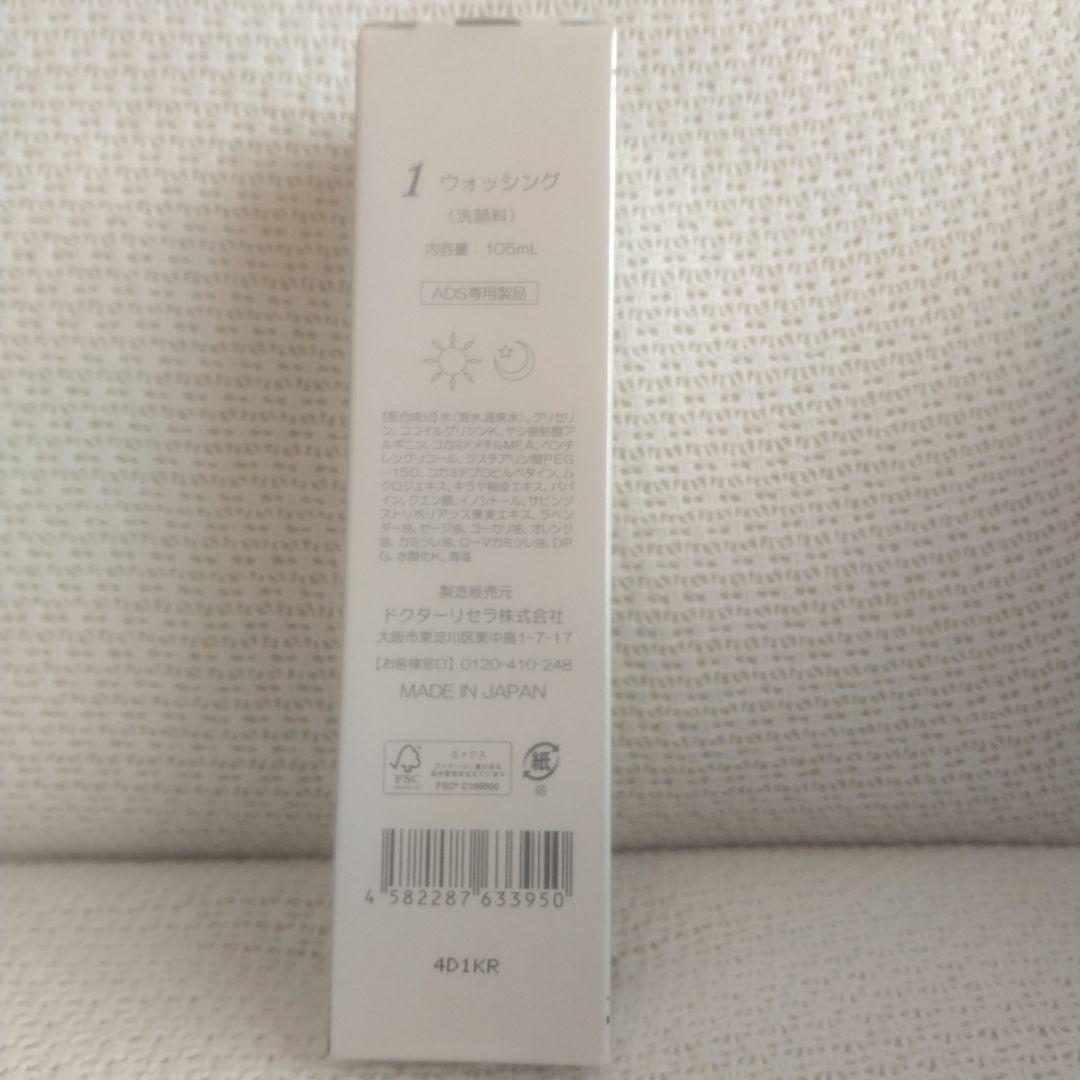 1 ウォッシング
（洗顔料）
内容量：105mL
ADS専用製品
【配合成分】水（海水,温泉水）、グリセリ
ン、ココイルグリシンK、ヤシ脂肪酸ア
ルギニン、コカミドメチルMEA、ペンチ
レングリコール、ジステアリン酸PEG
-150、コカミドプロピルベタイン、ム
クロジエキス、キラヤ樹皮エキス、パパ
イン、クエン酸、イノシトール、サピンヅ
ストリホリアツス果実エキス、ラベン
ダー油、セージ油、ユーカリ油、オレンジ
油、カミツレ油、ローマカミツレ油、DP
G、水酸化K、海塩
製造販売元
ドクターリセラ株式会社
大阪市東淀川区東中島1-7-17
【お客様窓口】0120-410-248
MADE IN JAPAN
FSC
ミックス
FSC® C166605
紙
箱
4 582287 633950
4D1KR